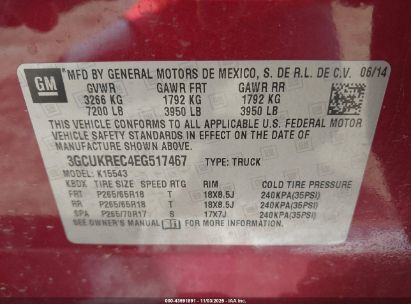 GM
MFD BY GENERAL MOTORS DE MEXICO, S. DE R.L. DE C.V. 06/14
GVWR GAWR FRT GAWR RR
3266 KG 1792 KG 1792 KG
7200 LB 3950 LB 3950 LB
THIS VEHICLE CONFORMS TO ALL APPLICABLE U.S. FEDERAL MOTOR
VEHICLE SAFETY STANDARDS IN EFFECT ON THE DATE OF
MANUFACTURE SHOWN ABOVE.
3GCUKREC4EG517467 TYPE: TRUCK
MODEL: K15543
KBDX TIRE SIZE SPEED RTG RIM COLD TIRE PRESSURE
FRT P265/65R18 T 18X8.5J 240KPA(35PSI)
RR P265/65R18 T 18X8.5J 240KPA(35PSI)
SPA P265/70R17 S 17X7J 240KPA(35PSI)
SEE OWNER'S MANUAL FOR MORE INFORMATION.